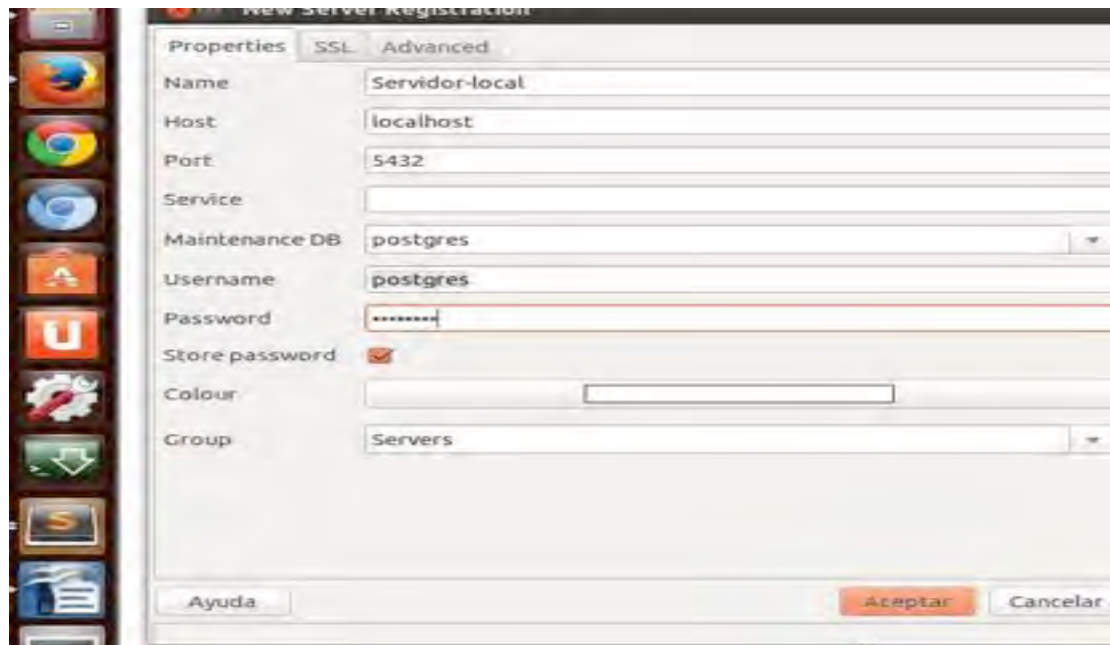 New Server Registration
Properties SSL Advanced
Name Servidor-local
Host localhost
Port 5432
Service
Maintenance DB postgres
Username postgres
Password ••••••••
Store password
Colour
Group Servers
Ayuda Aceptar Cancelar